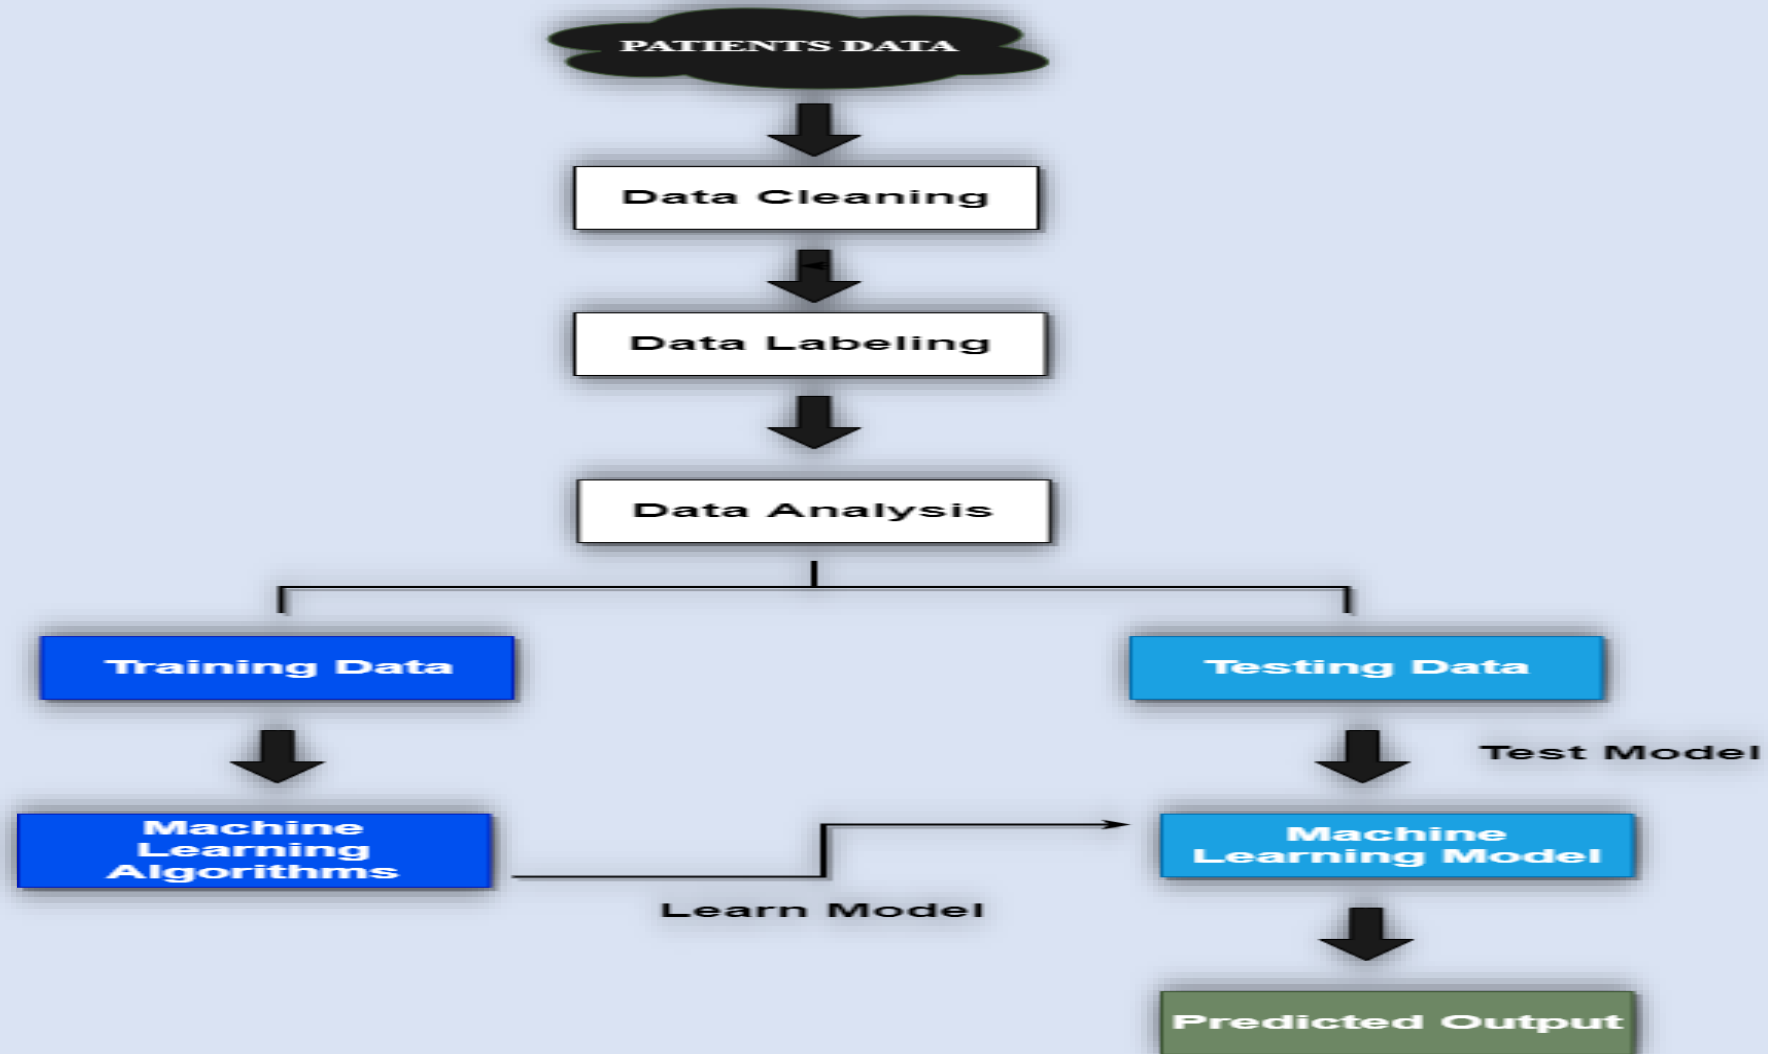 PATIENTS DATA
Data Cleaning
Data Labeling
Data Analysis
Training Data
Testing Data
Test Model
Machine
Learning
Algorithms
Machine
Learning Model
Learn Model
Predicted Output